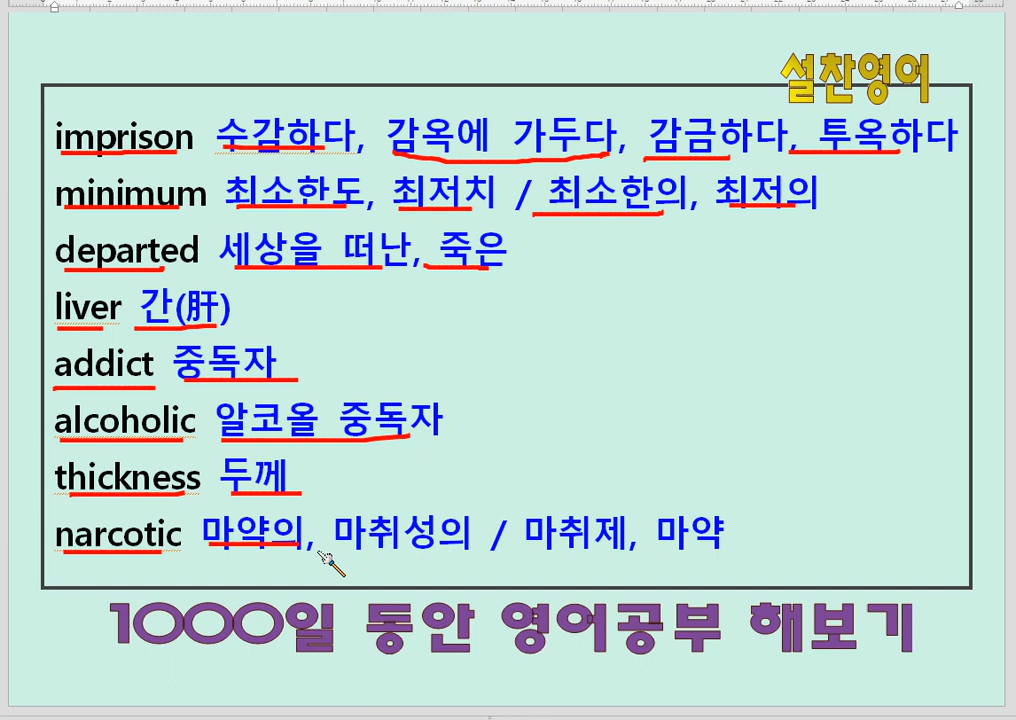 설찬영어
imprison 수감하다, 감옥에 가두다, 감금하다, 투옥하다
minimum 최소한도, 최저치 / 최소한의, 최저의
departed 세상을 떠난, 죽은
liver 간(肝)
addict 중독자
alcoholic 알코올 중독자
thickness 두께
narcotic 마약의, 마취성의 / 마취제, 마약
1000일 동안 영어공부 해보기